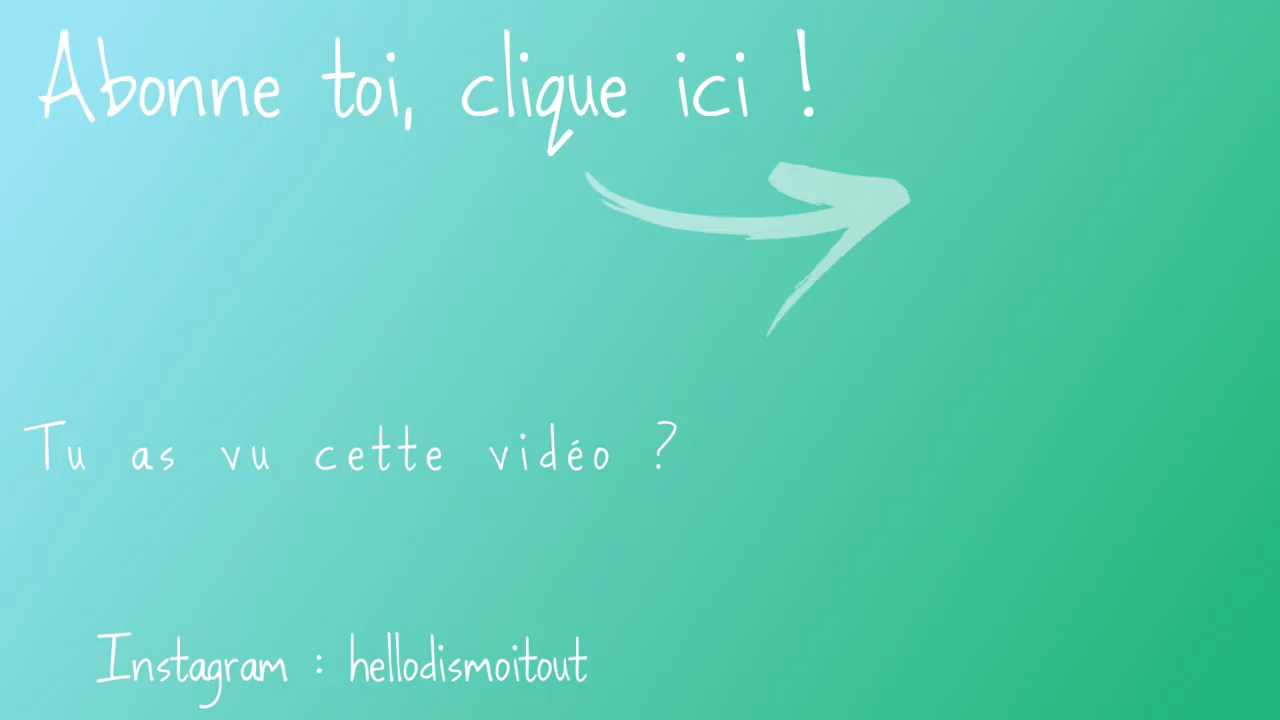 Abonne toi, clique ici !
Tu as vu cette vidéo ?
Instagram : hellodismoitout